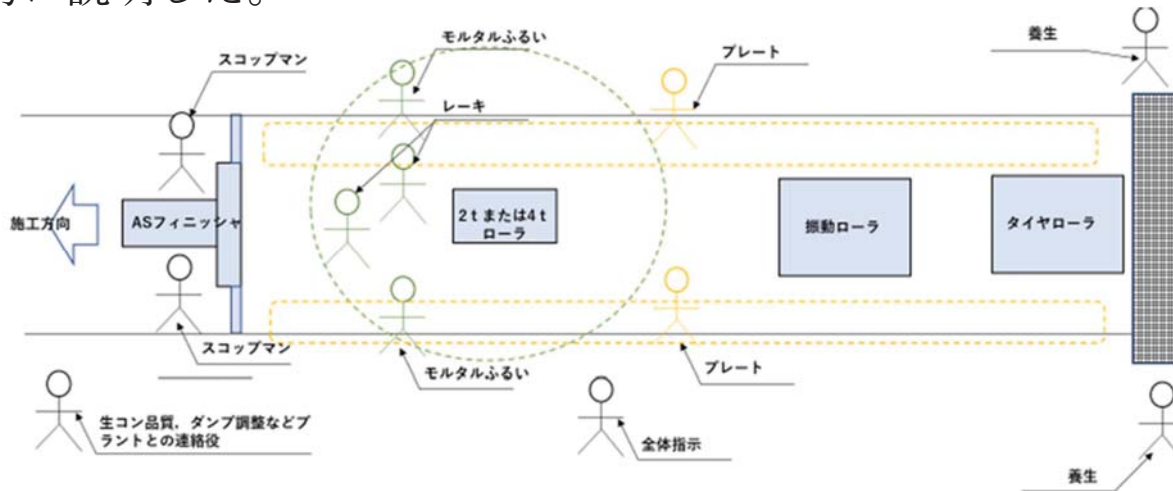 説明した。
モルタルふるい
養生
スコップマン
プレート
レーキ
施工方向
ASフィニッシャ
2tまたは4t
ローラ
振動ローラ
タイヤローラ
スコップマン
モルタルふるい
プレート
生コン品質，ダンプ調整などプ
ラントとの連絡役
全体指示
養生